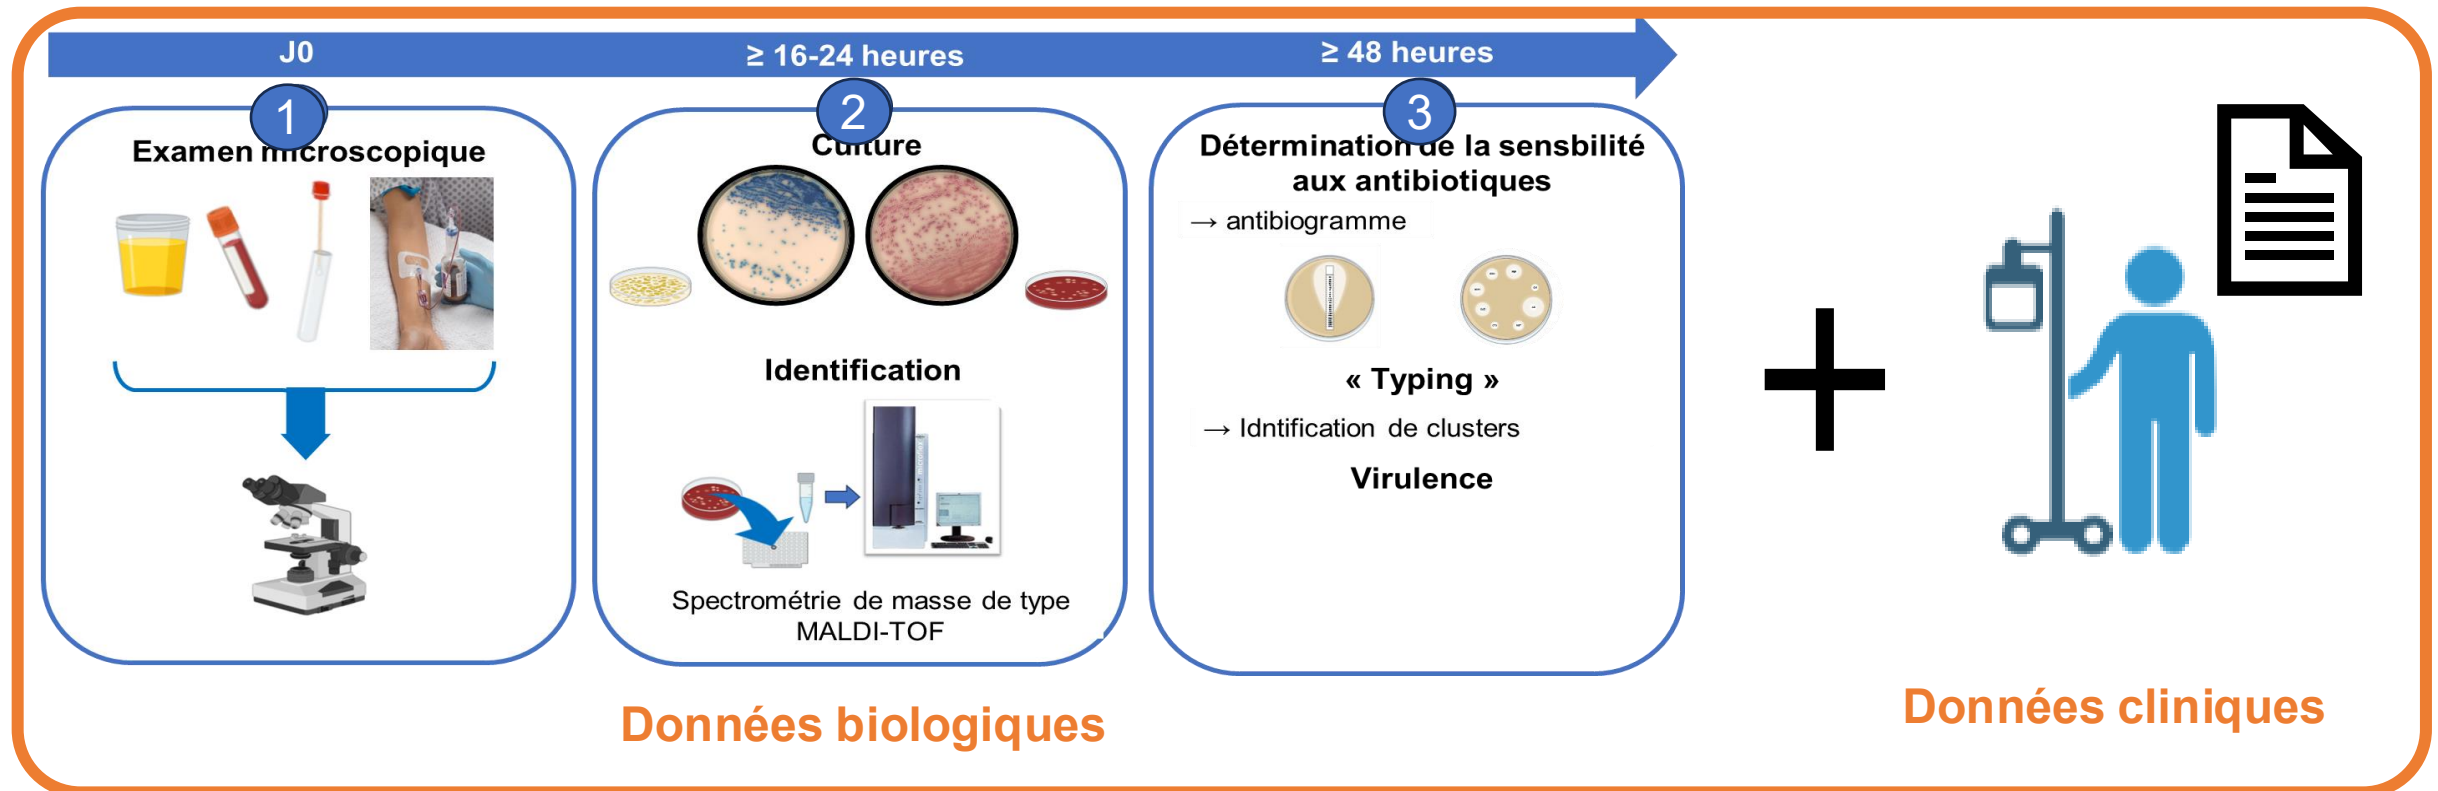 J0
≥ 16-24 heures
≥ 48 heures
1
Examen microscopique
2
Culture
Identification
Spectrométrie de masse de type
MALDI-TOF
3
Détermination de la sensbilité
aux antibiotiques
→ antibiogramme
« Typing »
→ Idntification de clusters
Virulence
Données biologiques
Données cliniques